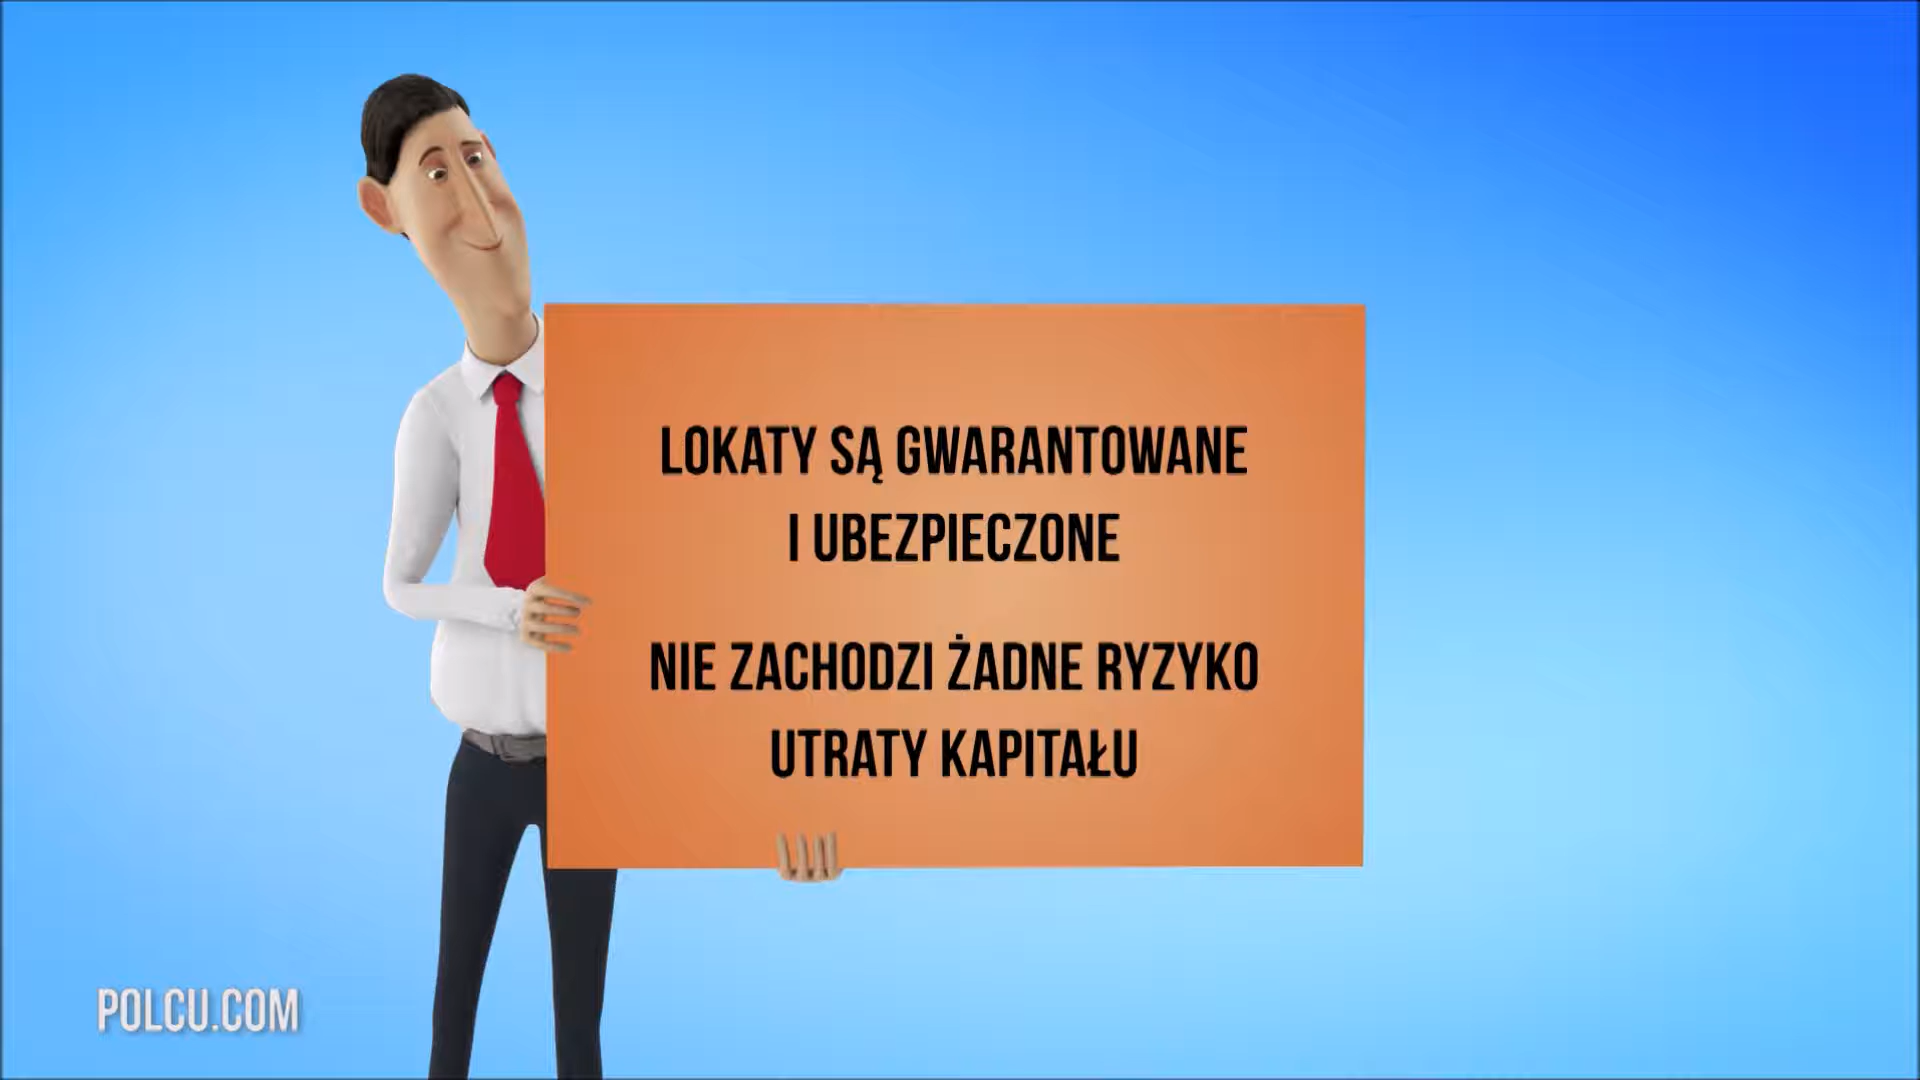 LOKATY SĄ GWARANTOWANE
I UBEZPIECZONE
NIE ZACHODZI ŻADNE RYZYKO
UTRATY KAPITAŁU
POLCU.COM